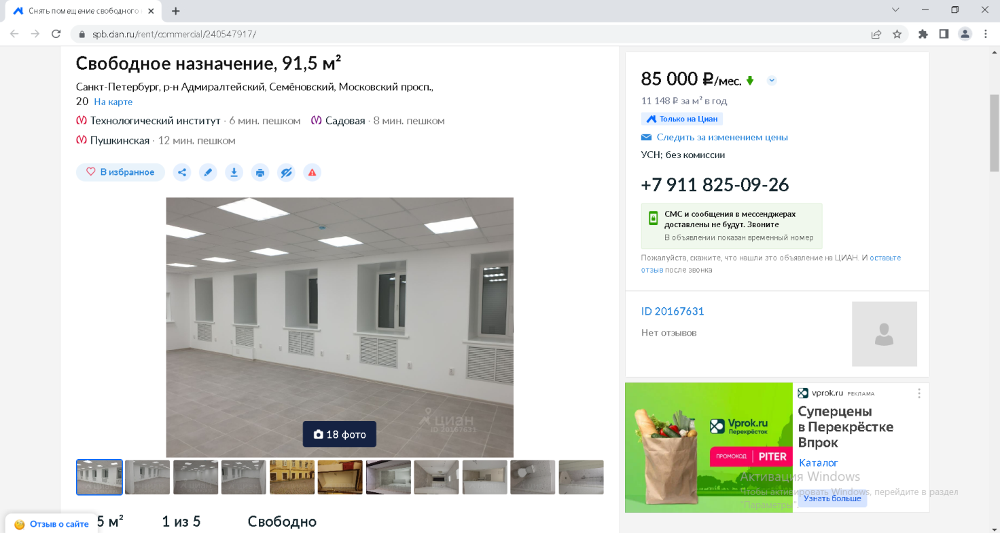 Снять помещение свободного
spb.cian.ru/rent/commercial/240547917/
Свободное назначение, 91,5 м²
Санкт-Петербург, р-н Адмиралтейский, Семёновский, Московский просп.,
20 На карте
Технологический институт · 6 мин. пешком Садовая · 8 мин. пешком
Пушкинская · 12 мин. пешком
В избранное
циан
ID 20167631
18 фото
5 м² 1 из 5 Свободно
Отзыв о сайте
85 000 ₽/мес.
11 148 ₽ за м² в год
Только на Циан
Следить за изменением цены
УСН; без комиссии
+7 911 825-09-26
СМС и сообщения в мессенджерах
доставлены не будут. Звоните
В объявлении показан временный номер
Пожалуйста, скажите, что нашли это объявление на ЦИАН. И оставьте
отзыв после звонка
ID 20167631
Нет отзывов
Vprok.ru
Перекрёсток
ПРОМОКОД PITER
vprok.ru РЕКЛАМА
Суперцены
в Перекрёстке
Впрок
Каталог
Узнать больше
Активация Windows
Чтобы активировать Windows, перейдите в раздел
"Параметры".